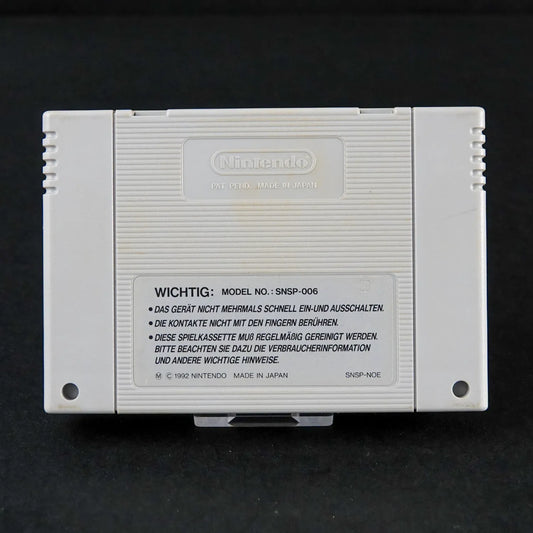 Nintendo
PAT. PEND. MADE IN JAPAN
WICHTIG: MODEL NO.: SNSP-006
• DAS GERÄT NICHT MEHRMALS SCHNELL EIN-UND AUSSCHALTEN.
• DIE KONTAKTE NICHT MIT DEN FINGERN BERÜHREN.
• DIESE SPIELKASSETTE MUß REGELMÄßIG GEREINIGT WERDEN.
BITTE BEACHTEN SIE DAZU DIE VERBRAUCHERINFORMATION
UND ANDERE WICHTIGE HINWEISE.
Ⓜ © 1992 NINTENDO MADE IN JAPAN SNSP-NOE